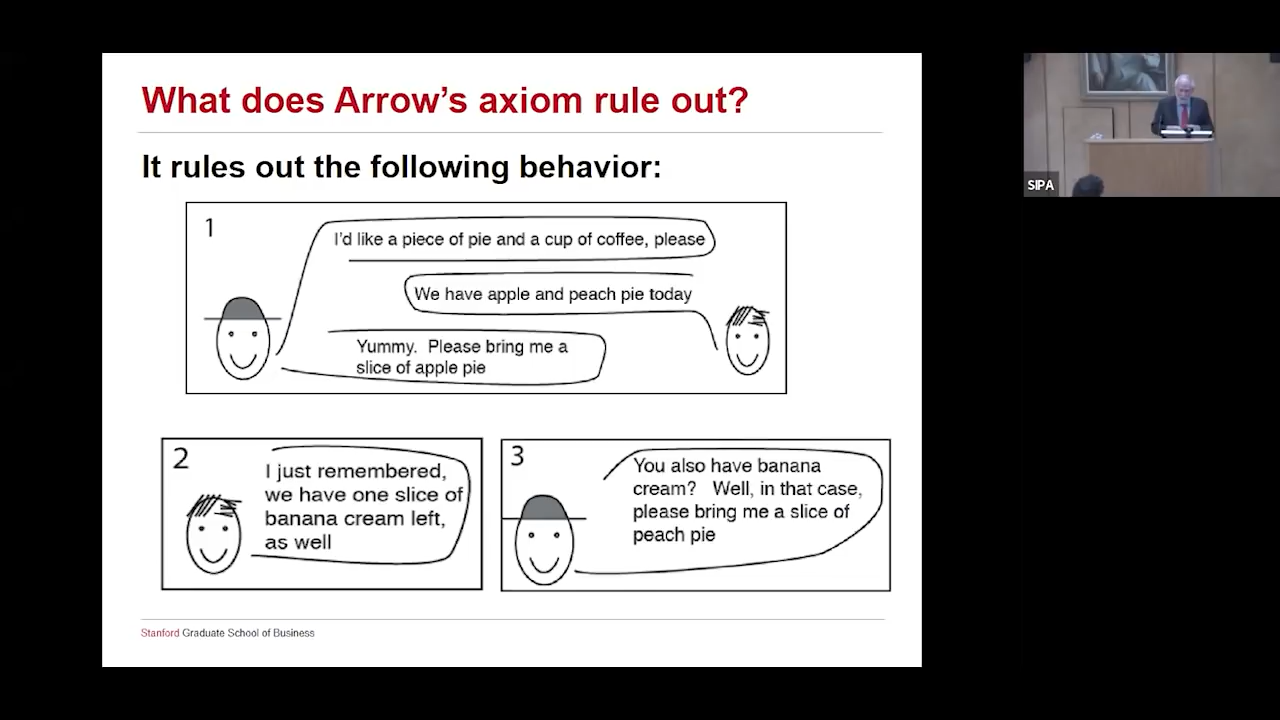 What does Arrow's axiom rule out?
It rules out the following behavior:
1
I'd like a piece of pie and a cup of coffee, please
We have apple and peach pie today
Yummy. Please bring me a
slice of apple pie
2
I just remembered,
we have one slice of
banana cream left,
as well
3
You also have banana
cream? Well, in that case,
please bring me a slice of
peach pie
Stanford Graduate School of Business
SIPA